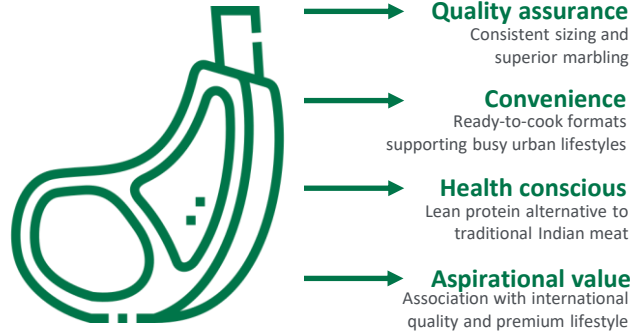 Quality assurance
Consistent sizing and
superior marbling
Convenience
Ready-to-cook formats
supporting busy urban lifestyles
Health conscious
Lean protein alternative to
traditional Indian meat
Aspirational value
Association with international
quality and premium lifestyle